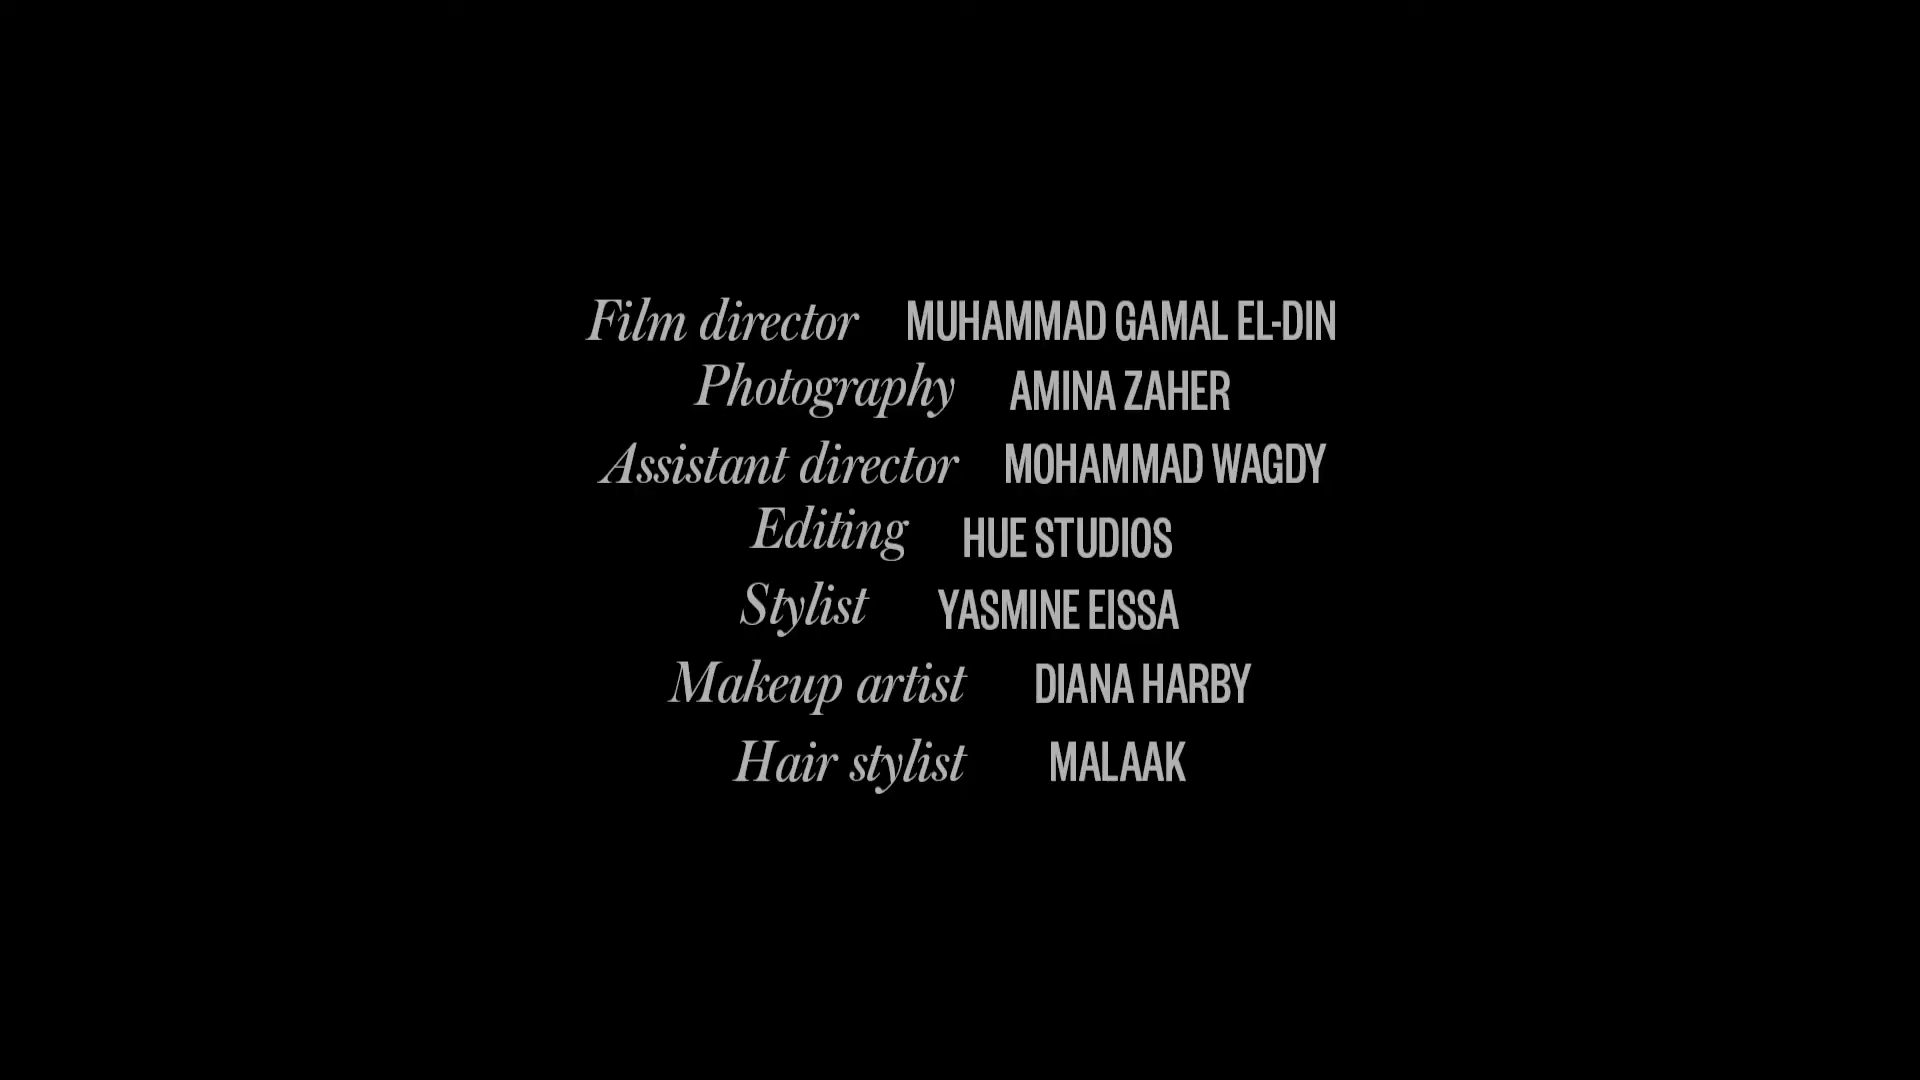 Film director MUHAMMAD GAMAL EL-DIN
Photography AMINA ZAHER
Assistant director MOHAMMAD WAGDY
Editing HUE STUDIOS
Stylist YASMINE EISSA
Makeup artist DIANA HARBY
Hair stylist MALAAK